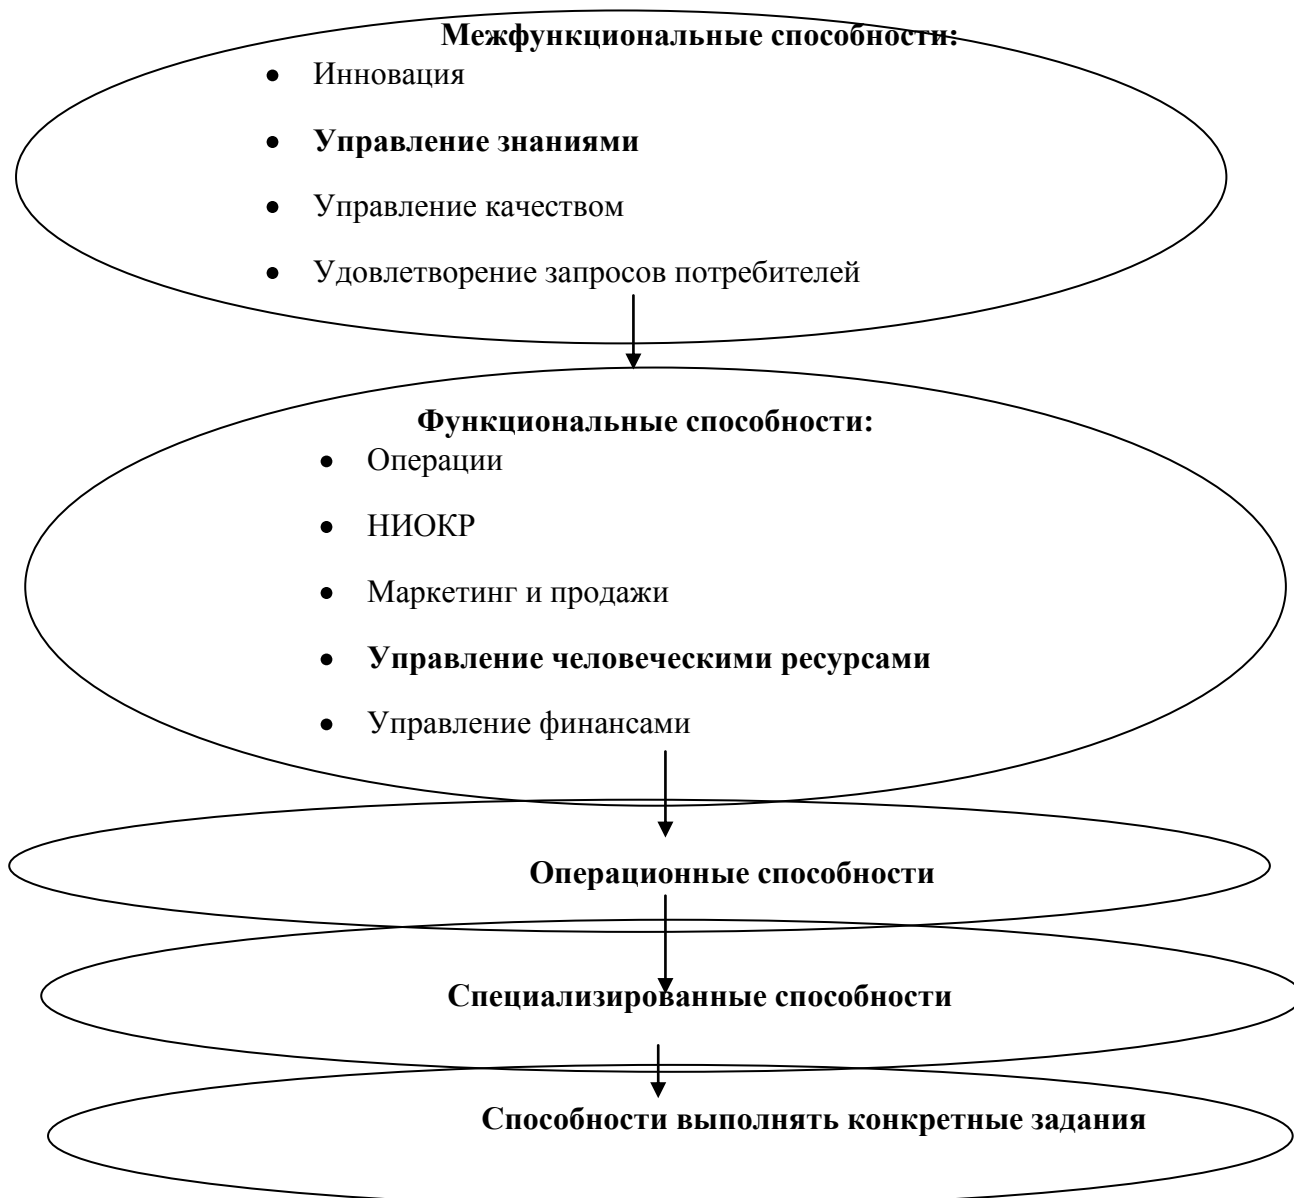 Межфункциональные способности:
• Инновация
• Управление знаниями
• Управление качеством
• Удовлетворение запросов потребителей
Функциональные способности:
• Операции
• НИОКР
• Маркетинг и продажи
• Управление человеческими ресурсами
• Управление финансами
Операционные способности
Специализированные способности
Способности выполнять конкретные задания